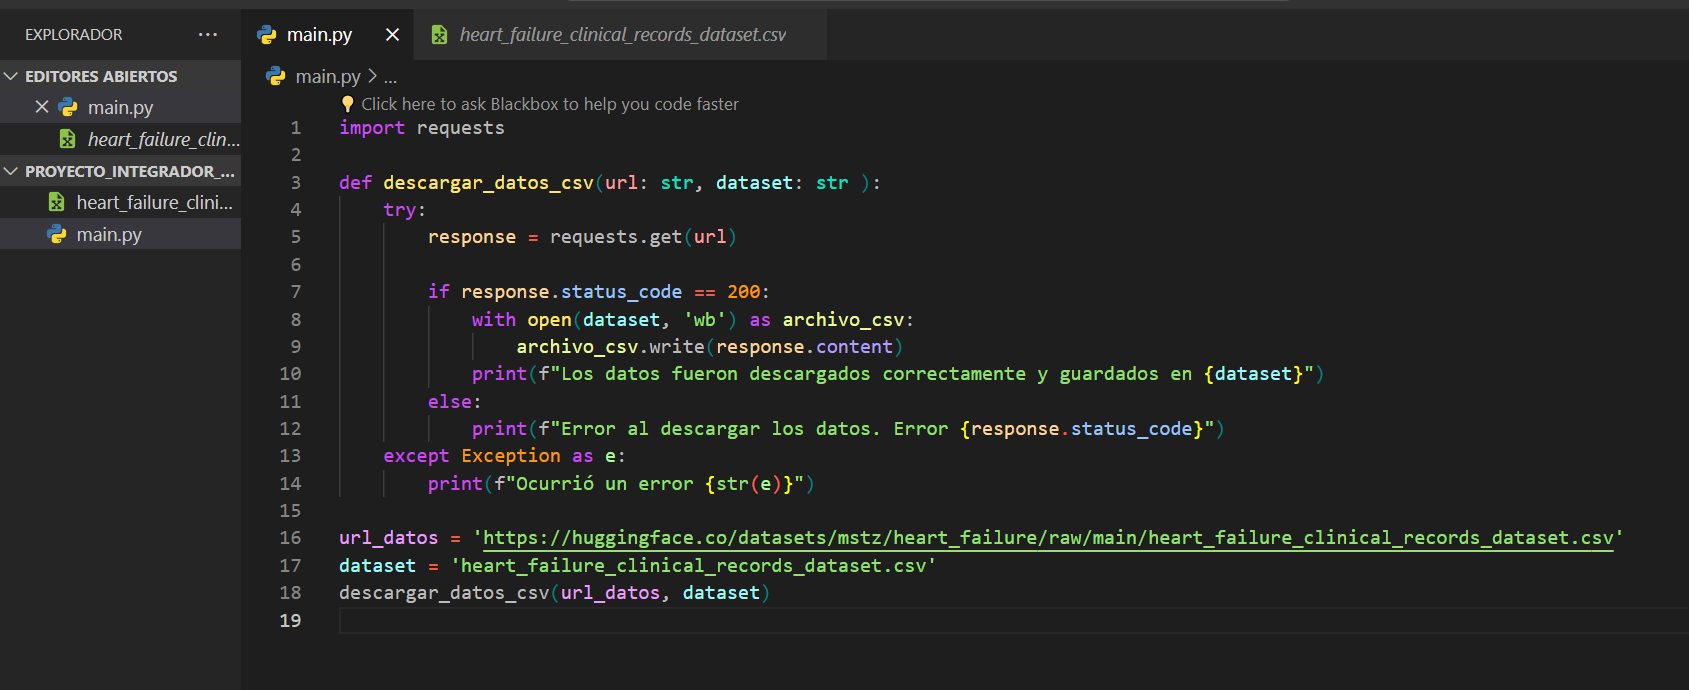 EXPLORADOR ...
EDITORES ABIERTOS
main.py
heart_failure_clin...
PROYECTO_INTEGRADOR_...
heart_failure_clini...
main.py
main.py
heart_failure_clinical_records_dataset.csv
main.py > ...
Click here to ask Blackbox to help you code faster
1 import requests
2
3 def descargar_datos_csv(url: str, dataset: str ):
4     try:
5         response = requests.get(url)
6
7         if response.status_code == 200:
8             with open(dataset, 'wb') as archivo_csv:
9                 archivo_csv.write(response.content)
10             print(f"Los datos fueron descargados correctamente y guardados en {dataset}")
11         else:
12             print(f"Error al descargar los datos. Error {response.status_code}")
13     except Exception as e:
14         print(f"Ocurrió un error {str(e)}")
15
16 url_datos = 'https://huggingface.co/datasets/mstz/heart_failure/raw/main/heart_failure_clinical_records_dataset.csv'
17 dataset = 'heart_failure_clinical_records_dataset.csv'
18 descargar_datos_csv(url_datos, dataset)
19